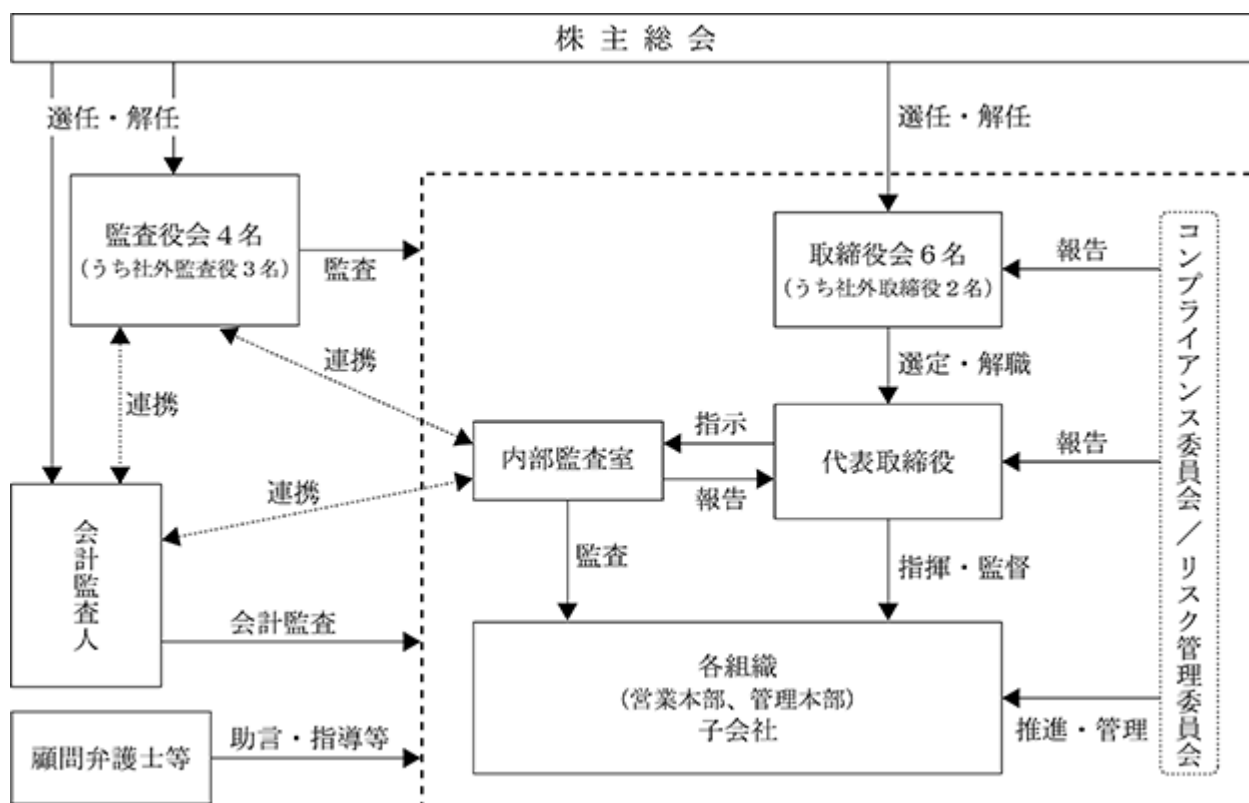 株主総会
選任・解任
選任・解任
監査役会4名
(うち社外監査役3名)
監査
取締役会6名
(うち社外取締役2名)
報告
コンプライアンス委員会/リスク管理委員会
連携
選定・解職
連携
指示
内部監査室
代表取締役
報告
連携
報告
会計監査人
監査
指揮・監督
会計監査
各組織
(営業本部、管理本部)
子会社
推進・管理
助言・指導等
顧問弁護士等